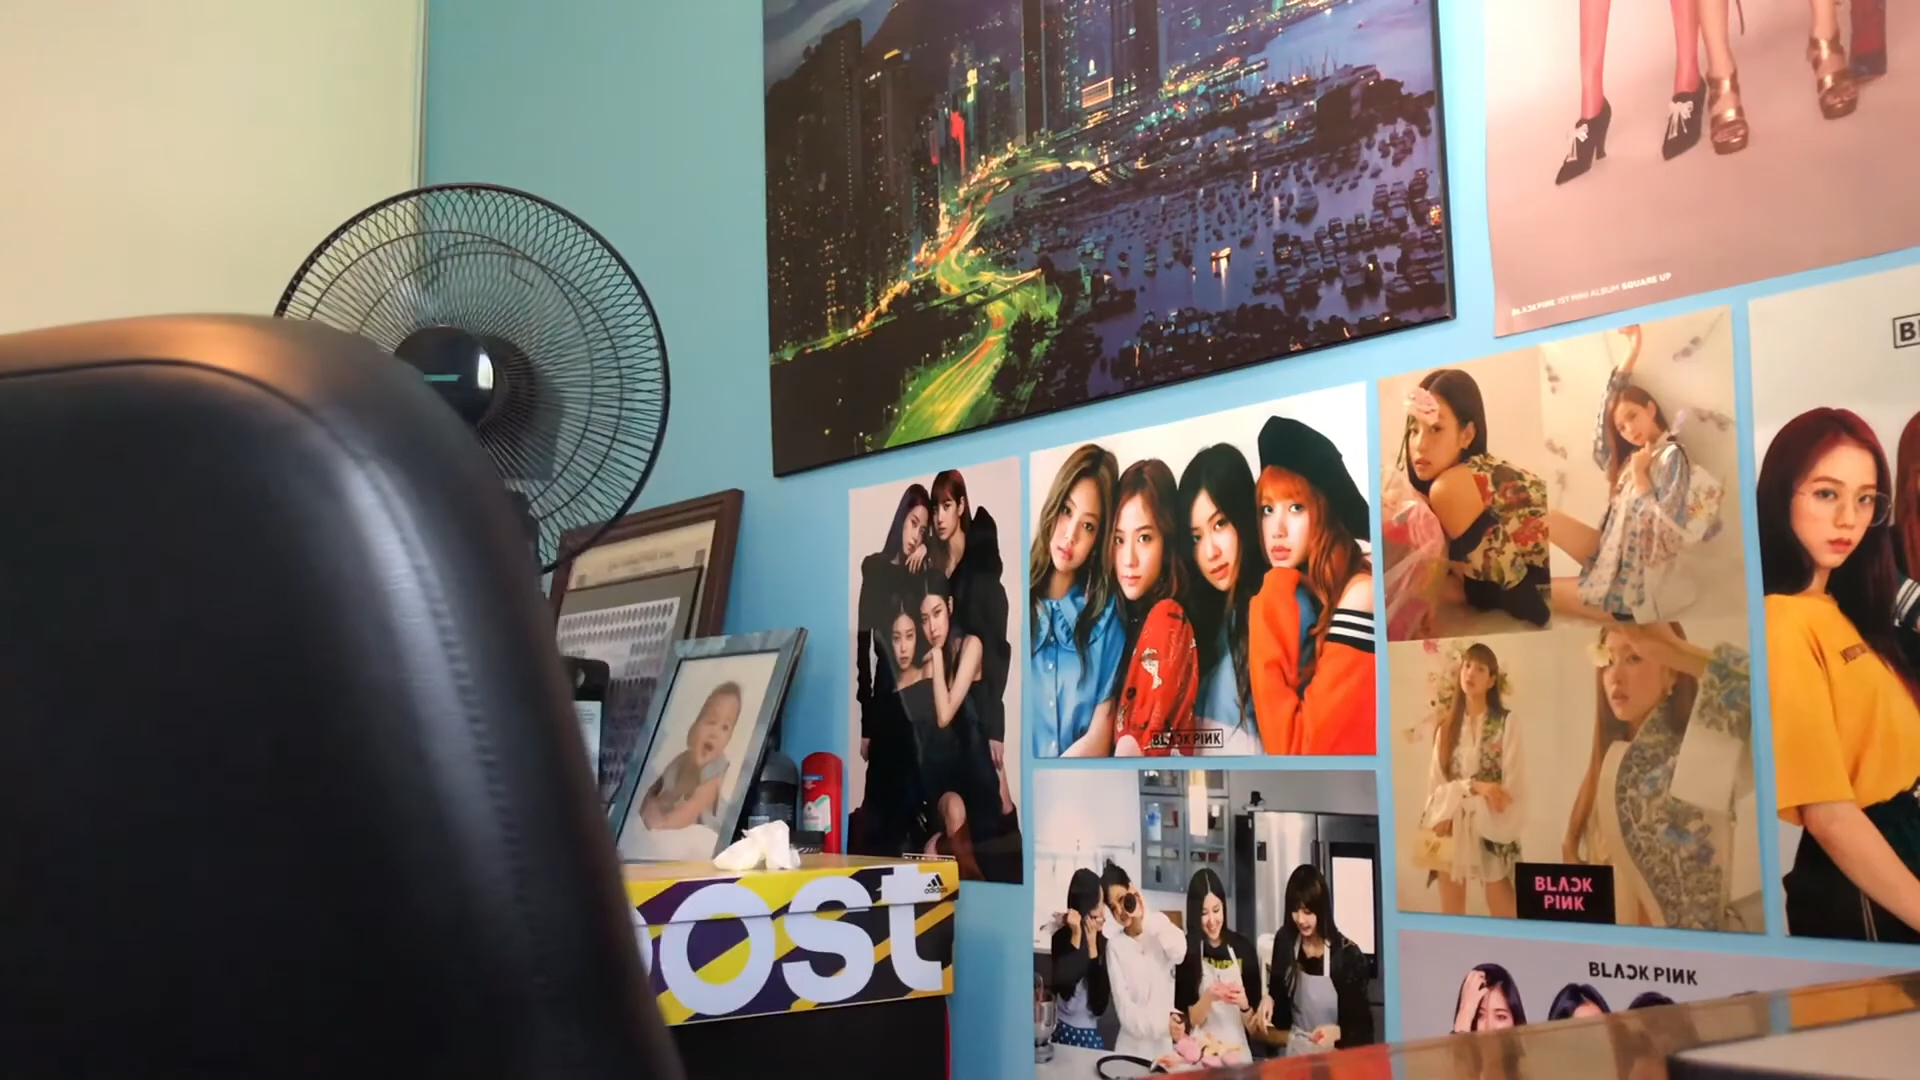 BLACKPINK 1ST MINI ALBUM SQUARE UP
B
BLACKPINK
BLACK
PINK
adidas
oost
BLACKPINK